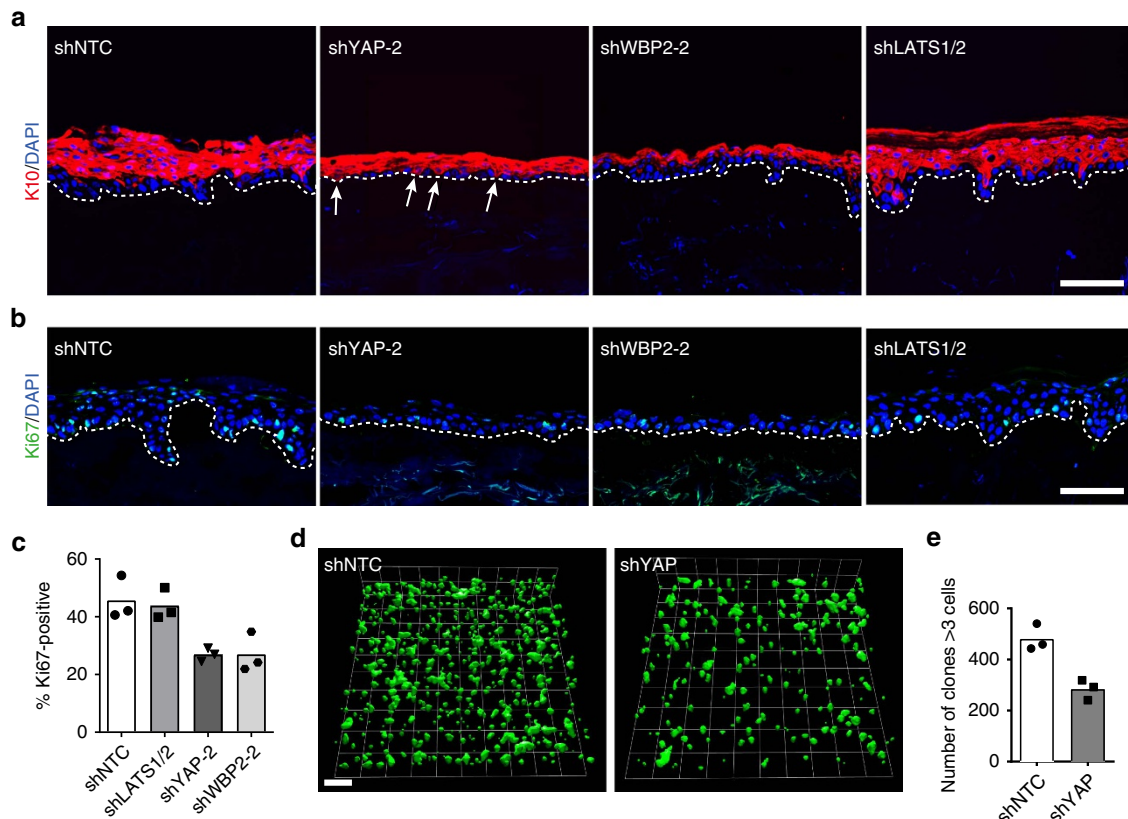 a
shNTC
shYAP-2
shWBP2-2
shLATS1/2
K10/DAPI
b
shNTC
shYAP-2
shWBP2-2
shLATS1/2
Ki67/DAPI
c
% Ki67-positive
60
40
20
0
shNTC
shLATS1/2
shYAP-2
shWBP2-2
d
shNTC
shYAP
e
Number of clones >3 cells
600
400
200
0
shNTC
shYAP